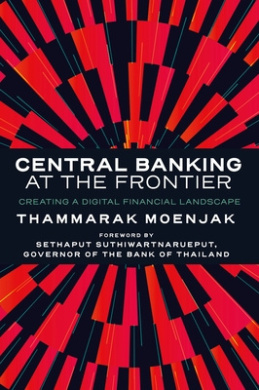 CENTRAL BANKING
AT THE FRONTIER
CREATING A DIGITAL FINANCIAL LANDSCAPE
THAMMARAK MOENJAK
FOREWORD BY
SETHAPUT SUTHIWARTNARUEPUT,
GOVERNOR OF THE BANK OF THAILAND